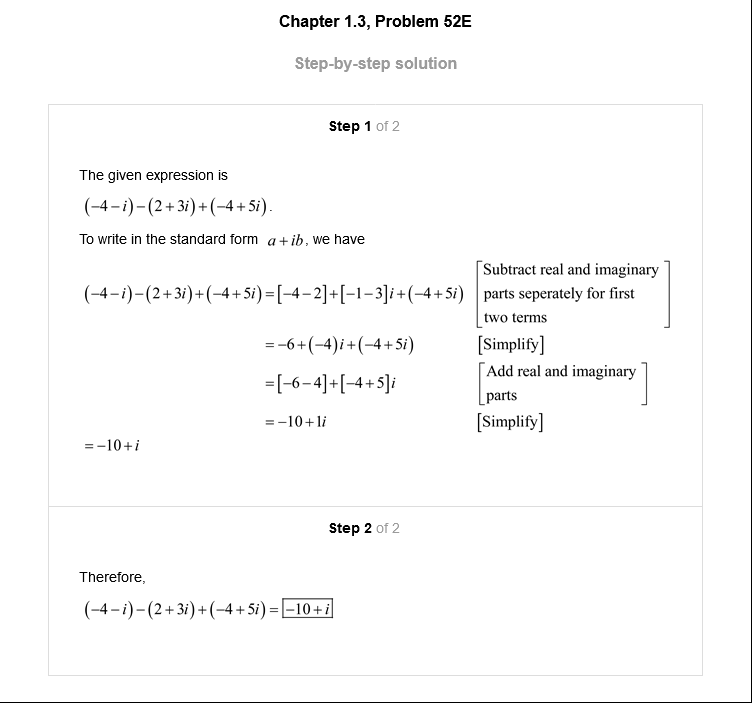 Chapter 1.3, Problem 52E
Step-by-step solution
Step 1 of 2
The given expression is
(−4−i)−(2+3i)+(−4+5i).
To write in the standard form a+ib, we have
(−4−i)−(2+3i)+(−4+5i)=[−4−2]+[−1−3]i+(−4+5i) [Subtract real and imaginary
parts seperately for first
two terms]
=−6+(−4)i+(−4+5i) [Simplify]
=[−6−4]+[−4+5]i [Add real and imaginary
parts]
=−10+1i [Simplify]
=−10+i
Step 2 of 2
Therefore,
(−4−i)−(2+3i)+(−4+5i)=−10+i